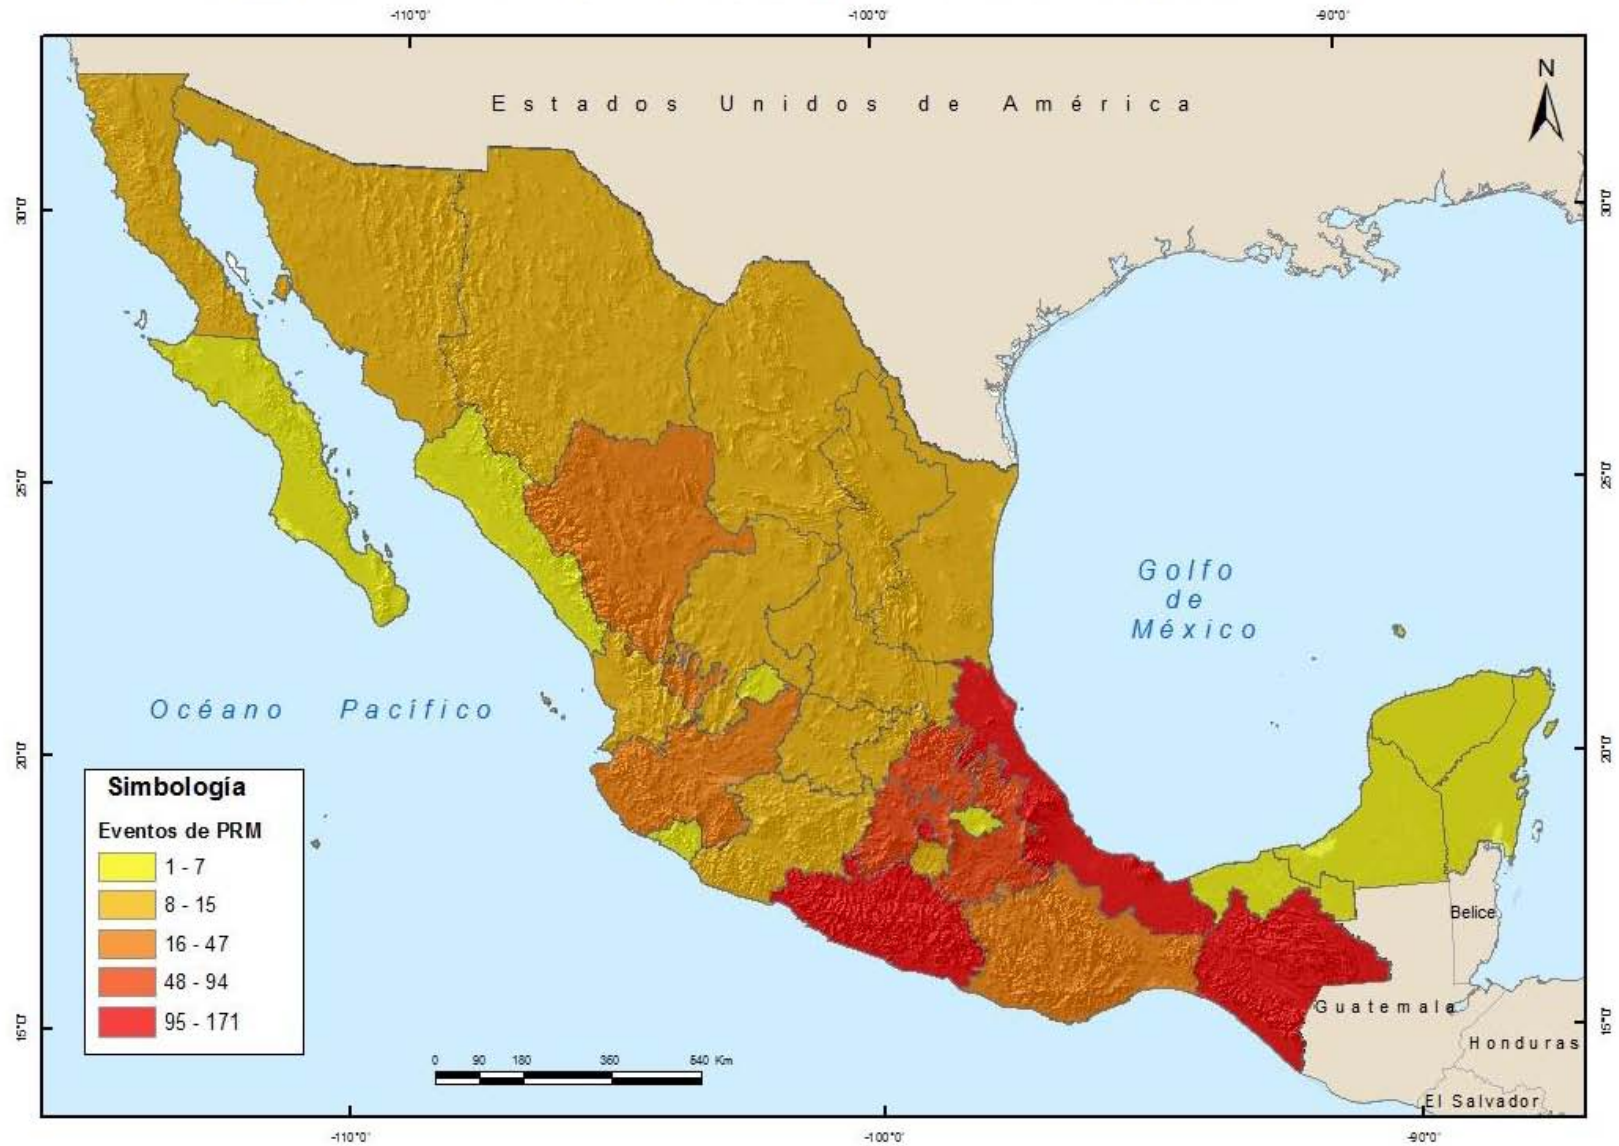 -110°0' -100°0' -90°0'
N
Estados Unidos de América
30°0' 30°0'
25°0' 25°0'
Golfo
de
México
Océano Pacífico
20°0' 20°0'
Simbología
Eventos de PRM
1 - 7
8 - 15
16 - 47
48 - 94
95 - 171
Belice
Guatemala
15°0' 15°0'
Honduras
0 90 180 360 540 Km
El Salvador
-110°0' -100°0' -90°0'